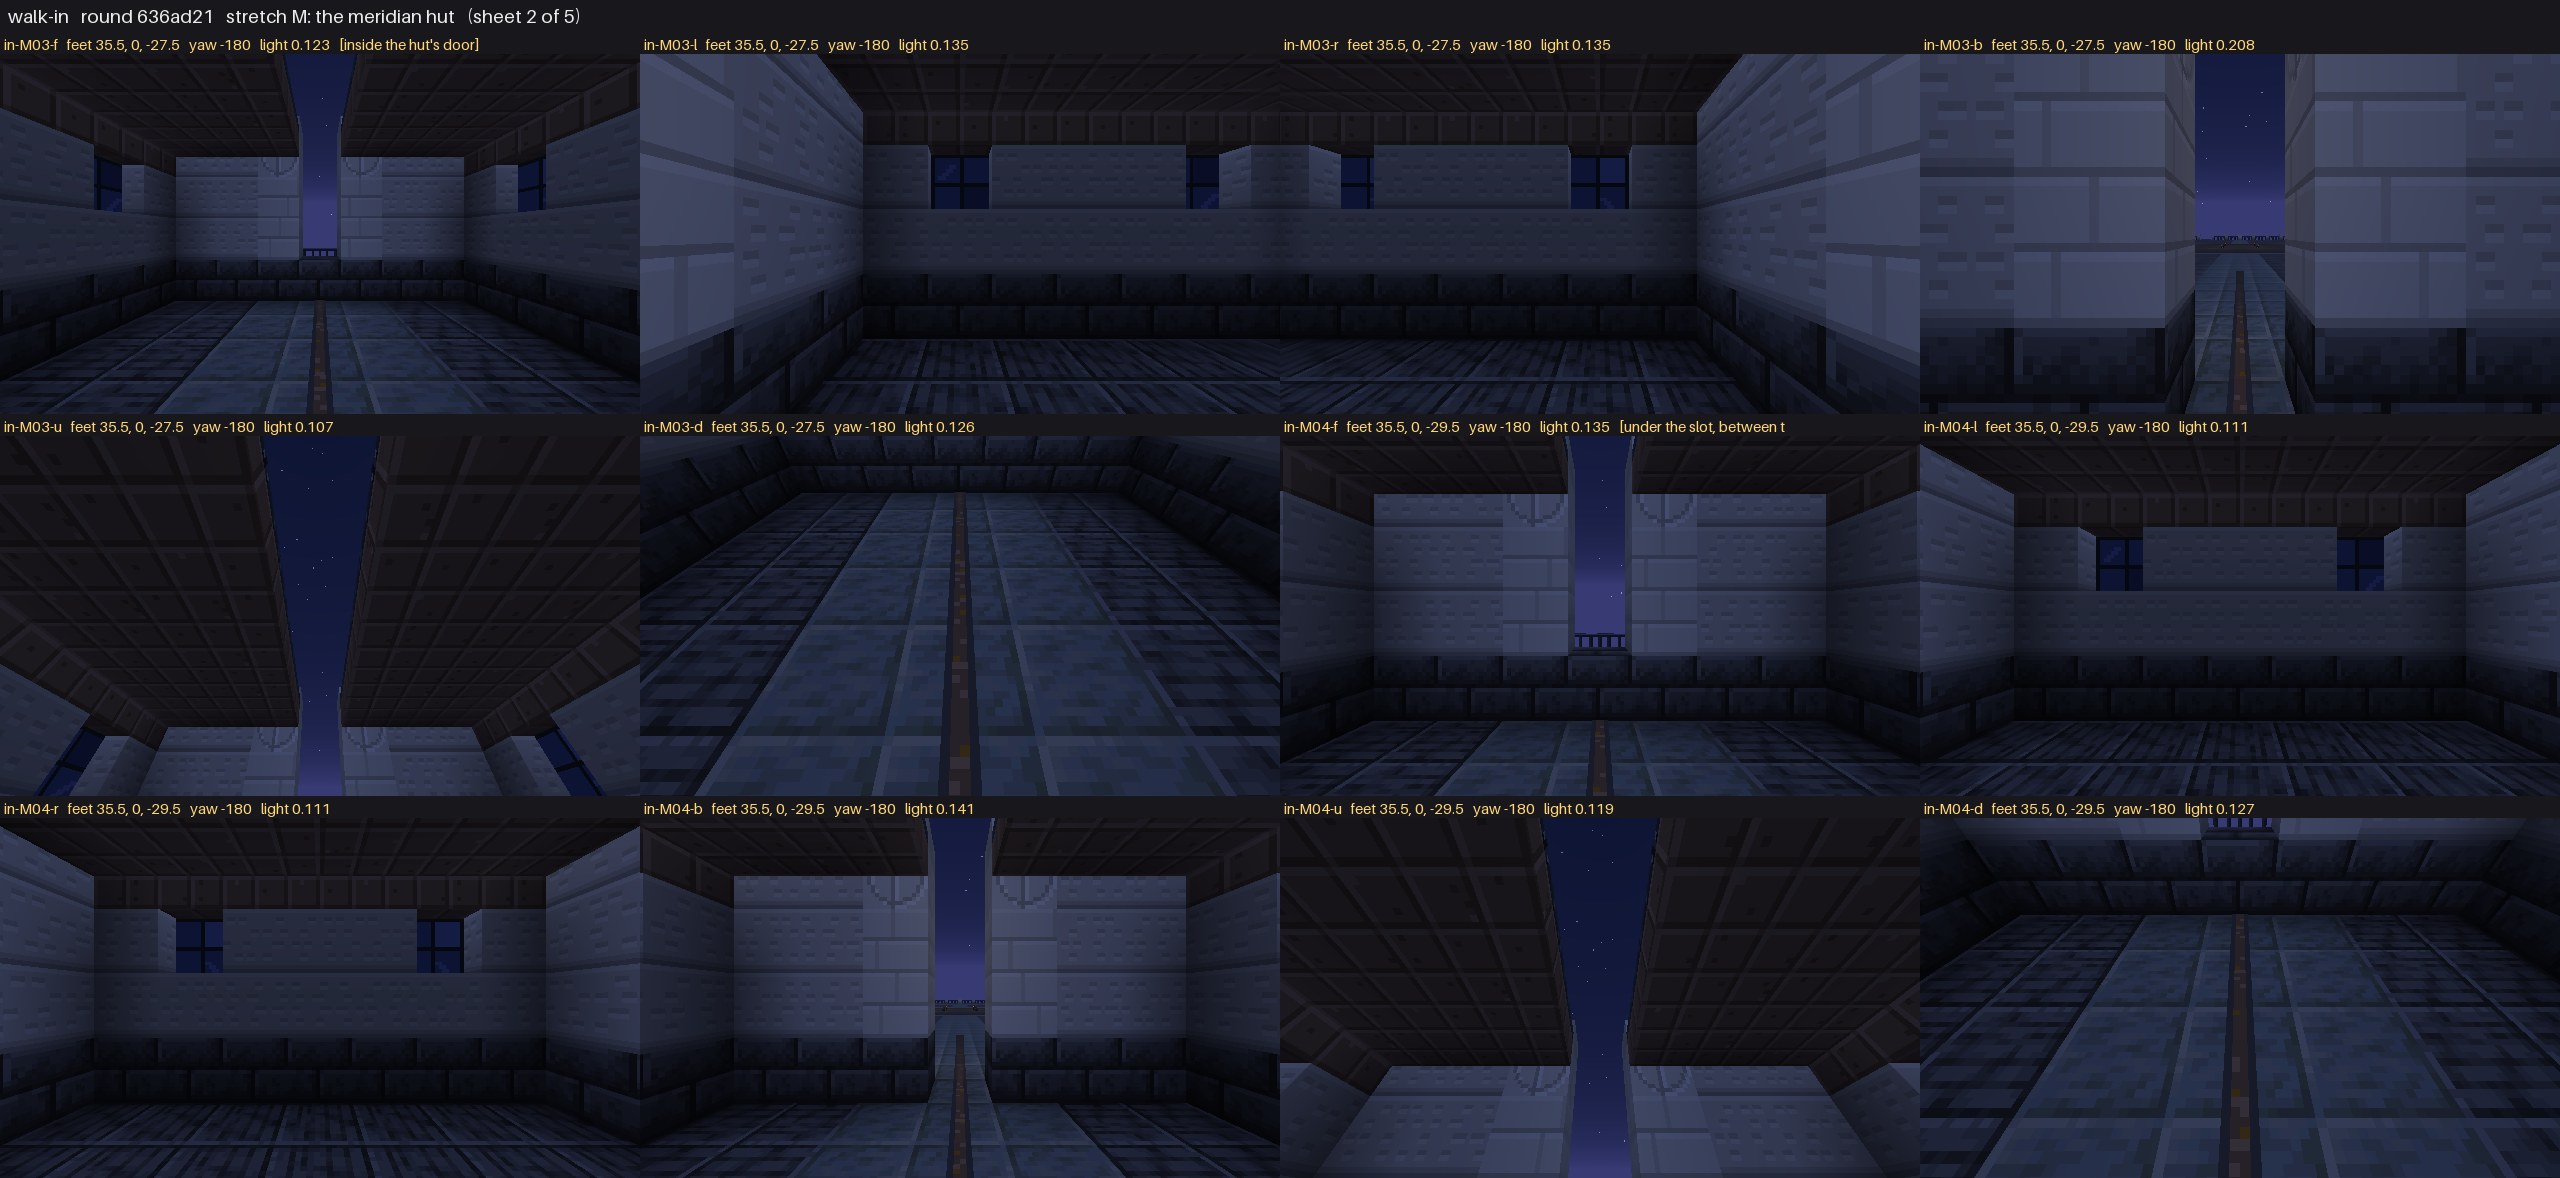 walk-in round 636ad21 stretch M: the meridian hut (sheet 2 of 5)
in-M03-f feet 35.5, 0, -27.5 yaw -180 light 0.123 [inside the hut's door]
in-M03-l feet 35.5, 0, -27.5 yaw -180 light 0.135
in-M03-r feet 35.5, 0, -27.5 yaw -180 light 0.135
in-M03-b feet 35.5, 0, -27.5 yaw -180 light 0.208
in-M03-u feet 35.5, 0, -27.5 yaw -180 light 0.107
in-M03-d feet 35.5, 0, -27.5 yaw -180 light 0.126
in-M04-f feet 35.5, 0, -29.5 yaw -180 light 0.135 [under the slot, between t
in-M04-l feet 35.5, 0, -29.5 yaw -180 light 0.111
in-M04-r feet 35.5, 0, -29.5 yaw -180 light 0.111
in-M04-b feet 35.5, 0, -29.5 yaw -180 light 0.141
in-M04-u feet 35.5, 0, -29.5 yaw -180 light 0.119
in-M04-d feet 35.5, 0, -29.5 yaw -180 light 0.127